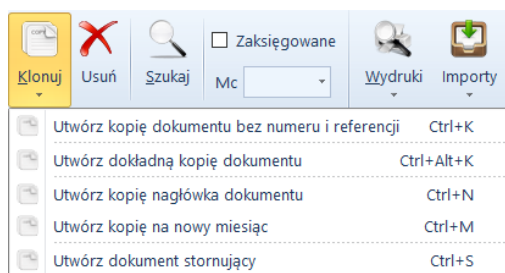 COPY
Zaksięgowane
Klonuj Usuń Szukaj Mc Wydruki Importy
Utwórz kopię dokumentu bez numeru i referencji Ctrl+K
Utwórz dokładną kopię dokumentu Ctrl+Alt+K
Utwórz kopię nagłówka dokumentu Ctrl+N
Utwórz kopię na nowy miesiąc Ctrl+M
Utwórz dokument stornujący Ctrl+S